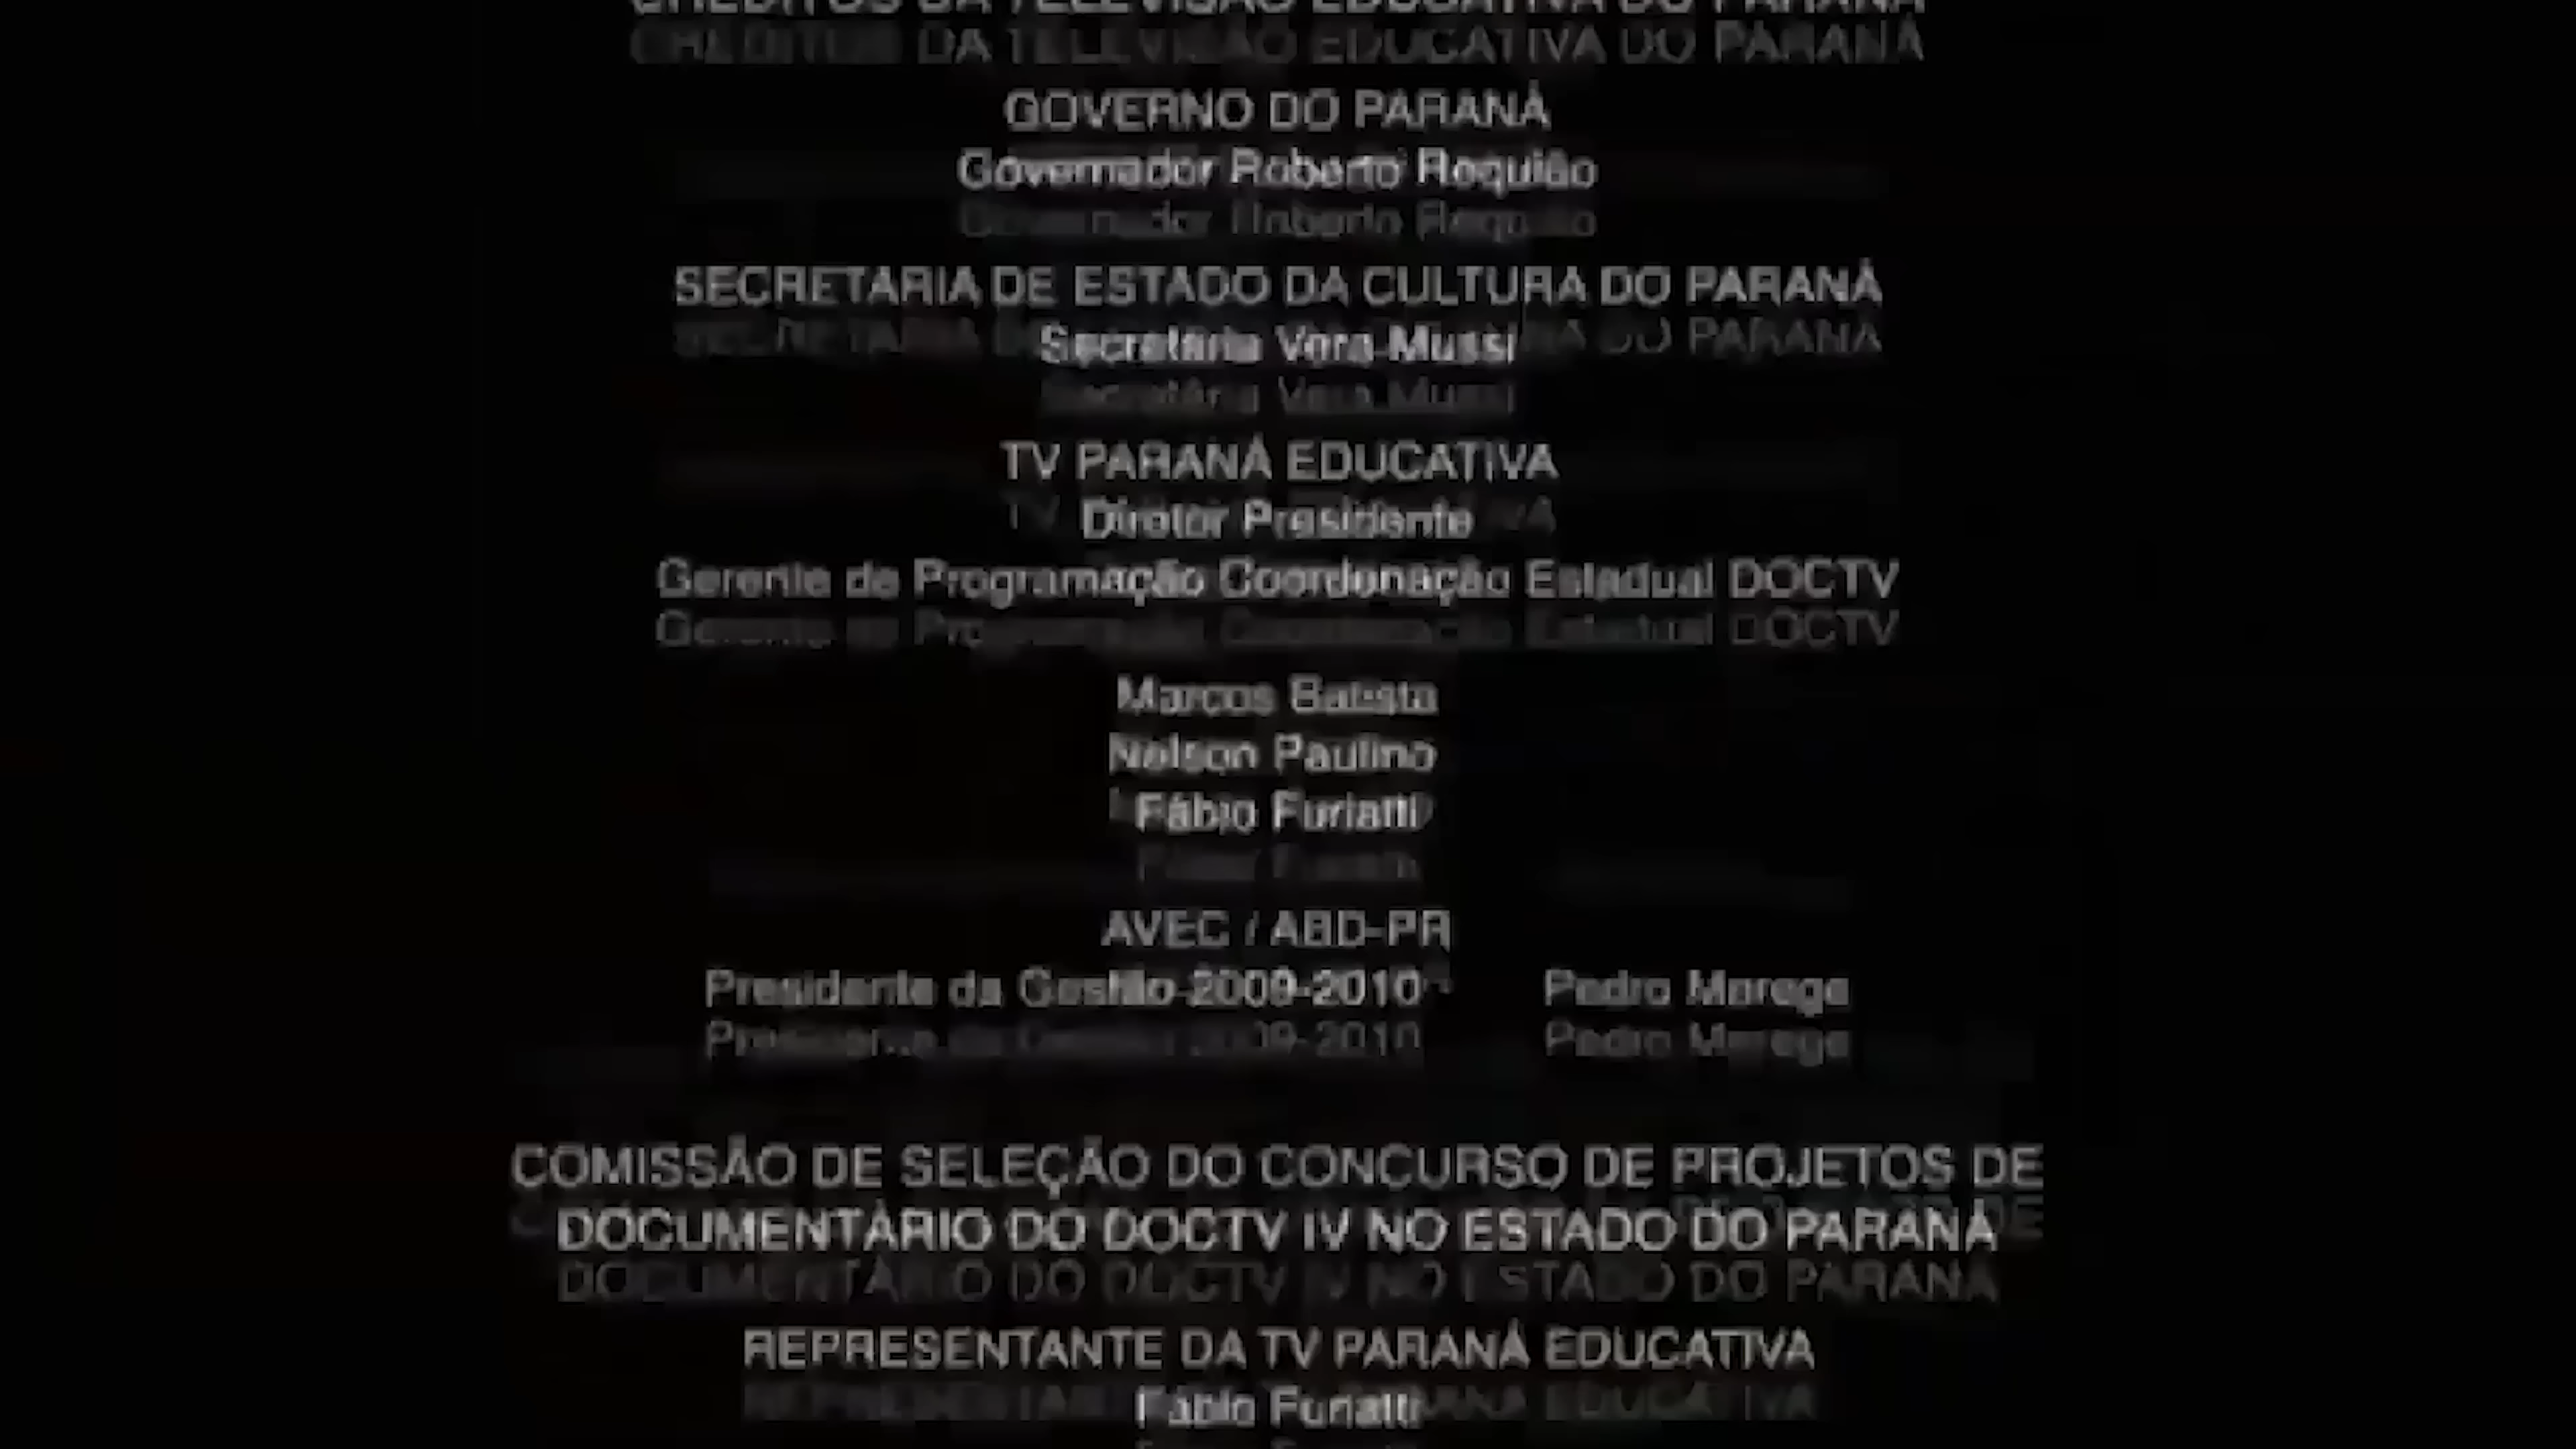 CRÉDITOS DA TELEVISÃO EDUCATIVA DO PARANÁ
GOVERNO DO PARANÁ
Governador Roberto Requião
SECRETARIA DE ESTADO DA CULTURA DO PARANÁ
Secretária Vera Mussi
TV PARANÁ EDUCATIVA
Diretor Presidente
Gerente de Programação Coordenação Estadual DOCTV
Marcos Batista
Nelson Paulino
Fábio Furiatti
AVEC / ABD-PR
Presidente da Gestão 2009-2010 Pedro Merege
COMISSÃO DE SELEÇÃO DO CONCURSO DE PROJETOS DE
DOCUMENTÁRIO DO DOCTV IV NO ESTADO DO PARANÁ
REPRESENTANTE DA TV PARANÁ EDUCATIVA
Fábio Furiatti